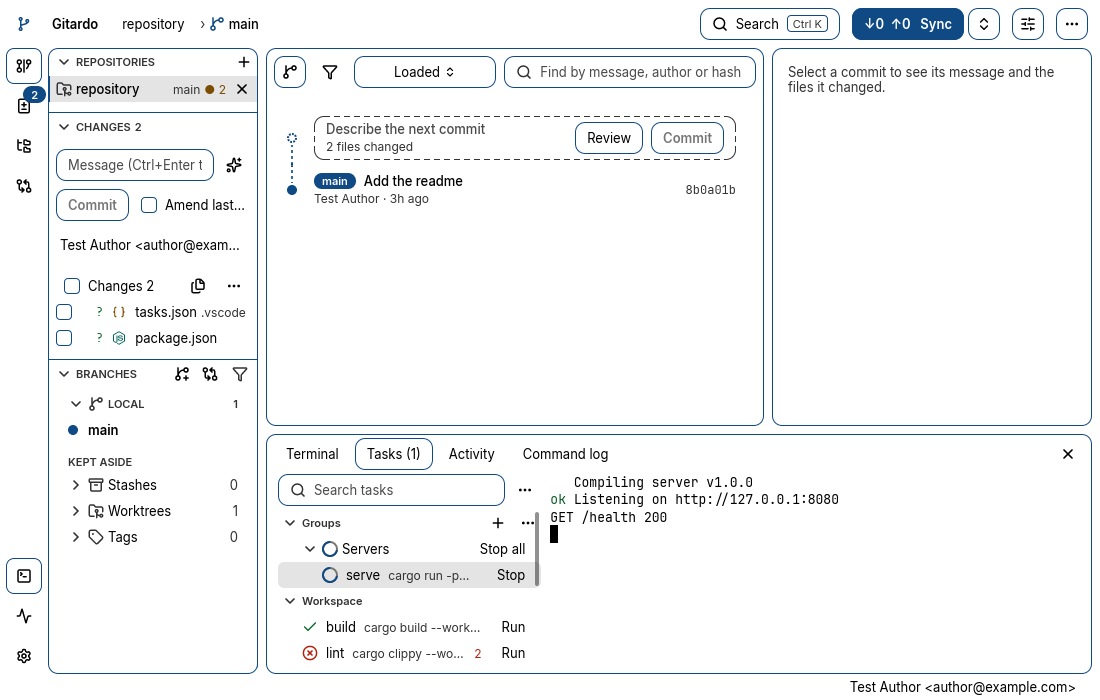 Gitardo repository › main Search Ctrl K ↓0 ↑0 Sync
2
REPOSITORIES
repository main 2
CHANGES 2
Message (Ctrl+Enter t
Commit Amend last...
Test Author <author@exam...
Changes 2
? { } tasks.json .vscode
? package.json
BRANCHES
LOCAL 1
main
KEPT ASIDE
Stashes 0
Worktrees 1
Tags 0
Loaded Find by message, author or hash
Describe the next commit
2 files changed
Review Commit
main Add the readme
Test Author · 3h ago
8b0a01b
Select a commit to see its message and the
files it changed.
Terminal Tasks (1) Activity Command log
Search tasks
Groups
Servers Stop all
serve cargo run -p... Stop
Workspace
build cargo build --work... Run
lint cargo clippy --wo... 2 Run
Compiling server v1.0.0
ok Listening on http://127.0.0.1:8080
GET /health 200
Test Author <author@example.com>